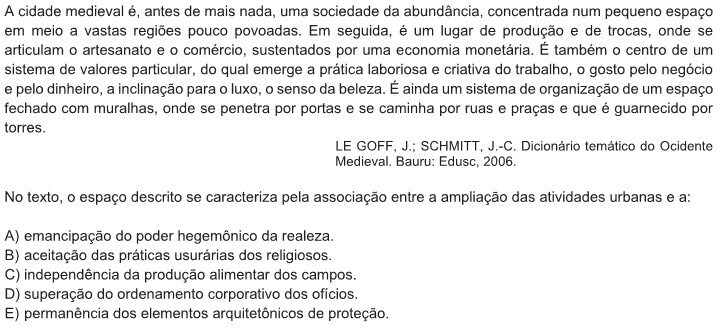 A cidade medieval é, antes de mais nada, uma sociedade da abundância, concentrada num pequeno espaço
em meio a vastas regiões pouco povoadas. Em seguida, é um lugar de produção e de trocas, onde se
articulam o artesanato e o comércio, sustentados por uma economia monetária. É também o centro de um
sistema de valores particular, do qual emerge a prática laboriosa e criativa do trabalho, o gosto pelo negócio
e pelo dinheiro, a inclinação para o luxo, o senso da beleza. É ainda um sistema de organização de um espaço
fechado com muralhas, onde se penetra por portas e se caminha por ruas e praças e que é guarnecido por
torres.
LE GOFF, J.; SCHMITT, J.-C. Dicionário temático do Ocidente
Medieval. Bauru: Edusc, 2006.
No texto, o espaço descrito se caracteriza pela associação entre a ampliação das atividades urbanas e a:
A) emancipação do poder hegemônico da realeza.
B) aceitação das práticas usurárias dos religiosos.
C) independência da produção alimentar dos campos.
D) superação do ordenamento corporativo dos ofícios.
E) permanência dos elementos arquitetônicos de proteção.